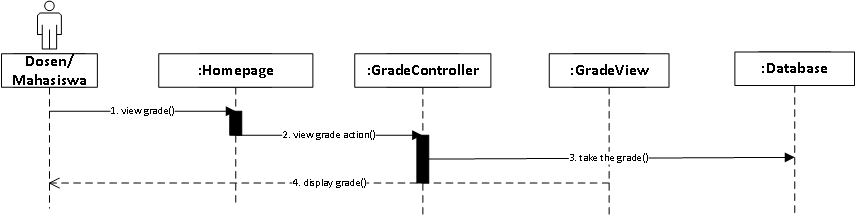 Dosen/
Mahasiswa
:Homepage
:GradeController
:GradeView
:Database
1. view grade()
2. view grade action()
3. take the grade()
4. display grade()